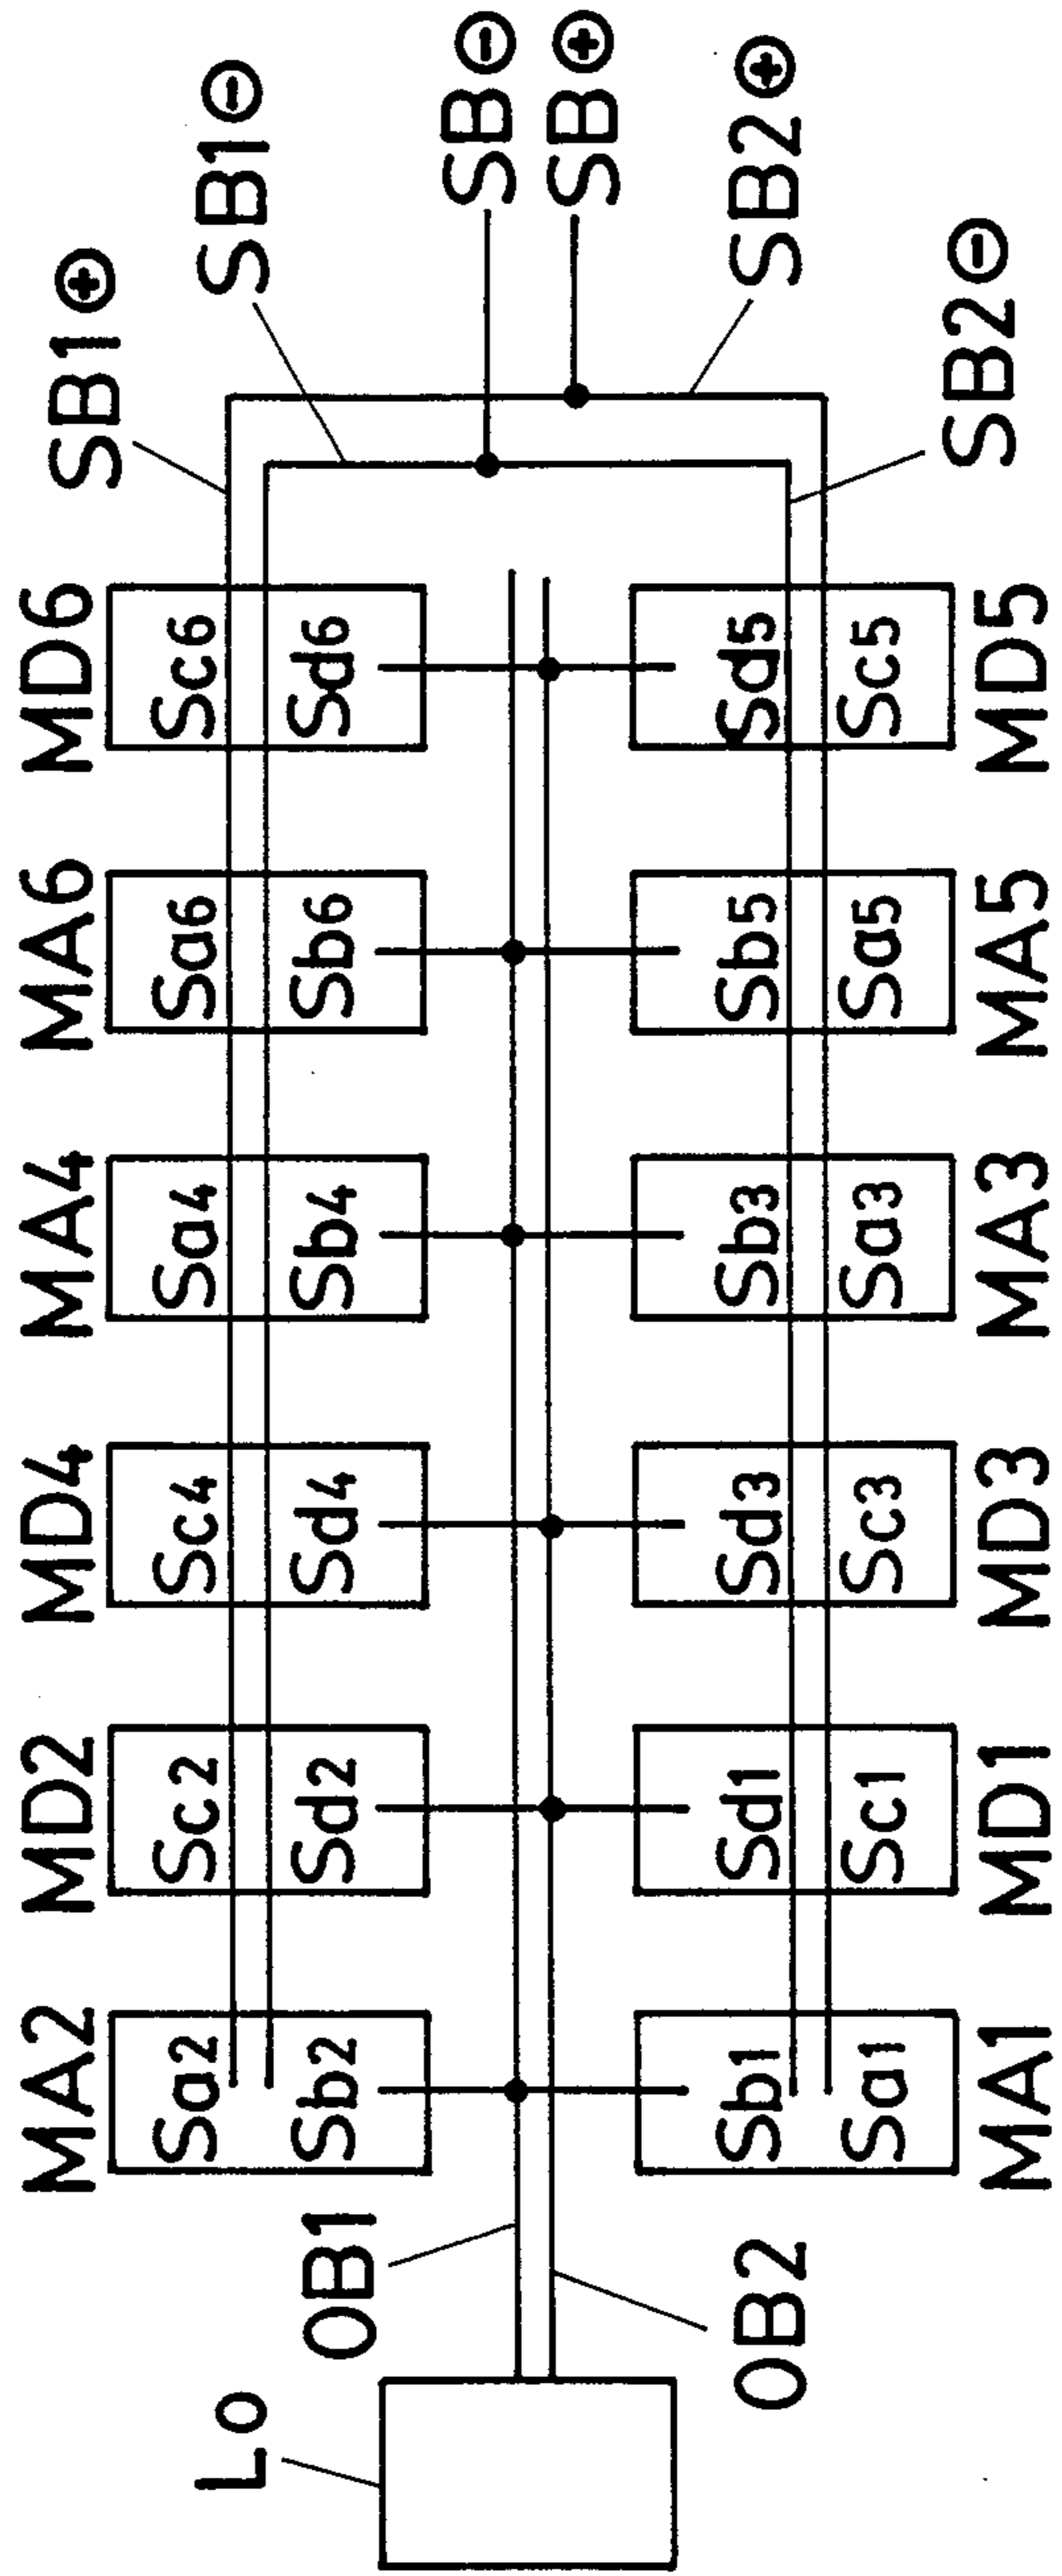 SB⊖
SB⊕
SB1⊖
SB2⊕
SB1⊕
SB2⊖
MA2 MD2 MD4 MA4 MA6 MD6
Sa2 Sc2 Sc4 Sa4 Sa6 Sc6
Sb2 Sd2 Sd4 Sb4 Sb6 Sd6
Lo
OB1
OB2
Sb1 Sd1 Sd3 Sb3 Sb5 Sd5
Sa1 Sc1 Sc3 Sa3 Sa5 Sc5
MA1 MD1 MD3 MA3 MA5 MD5